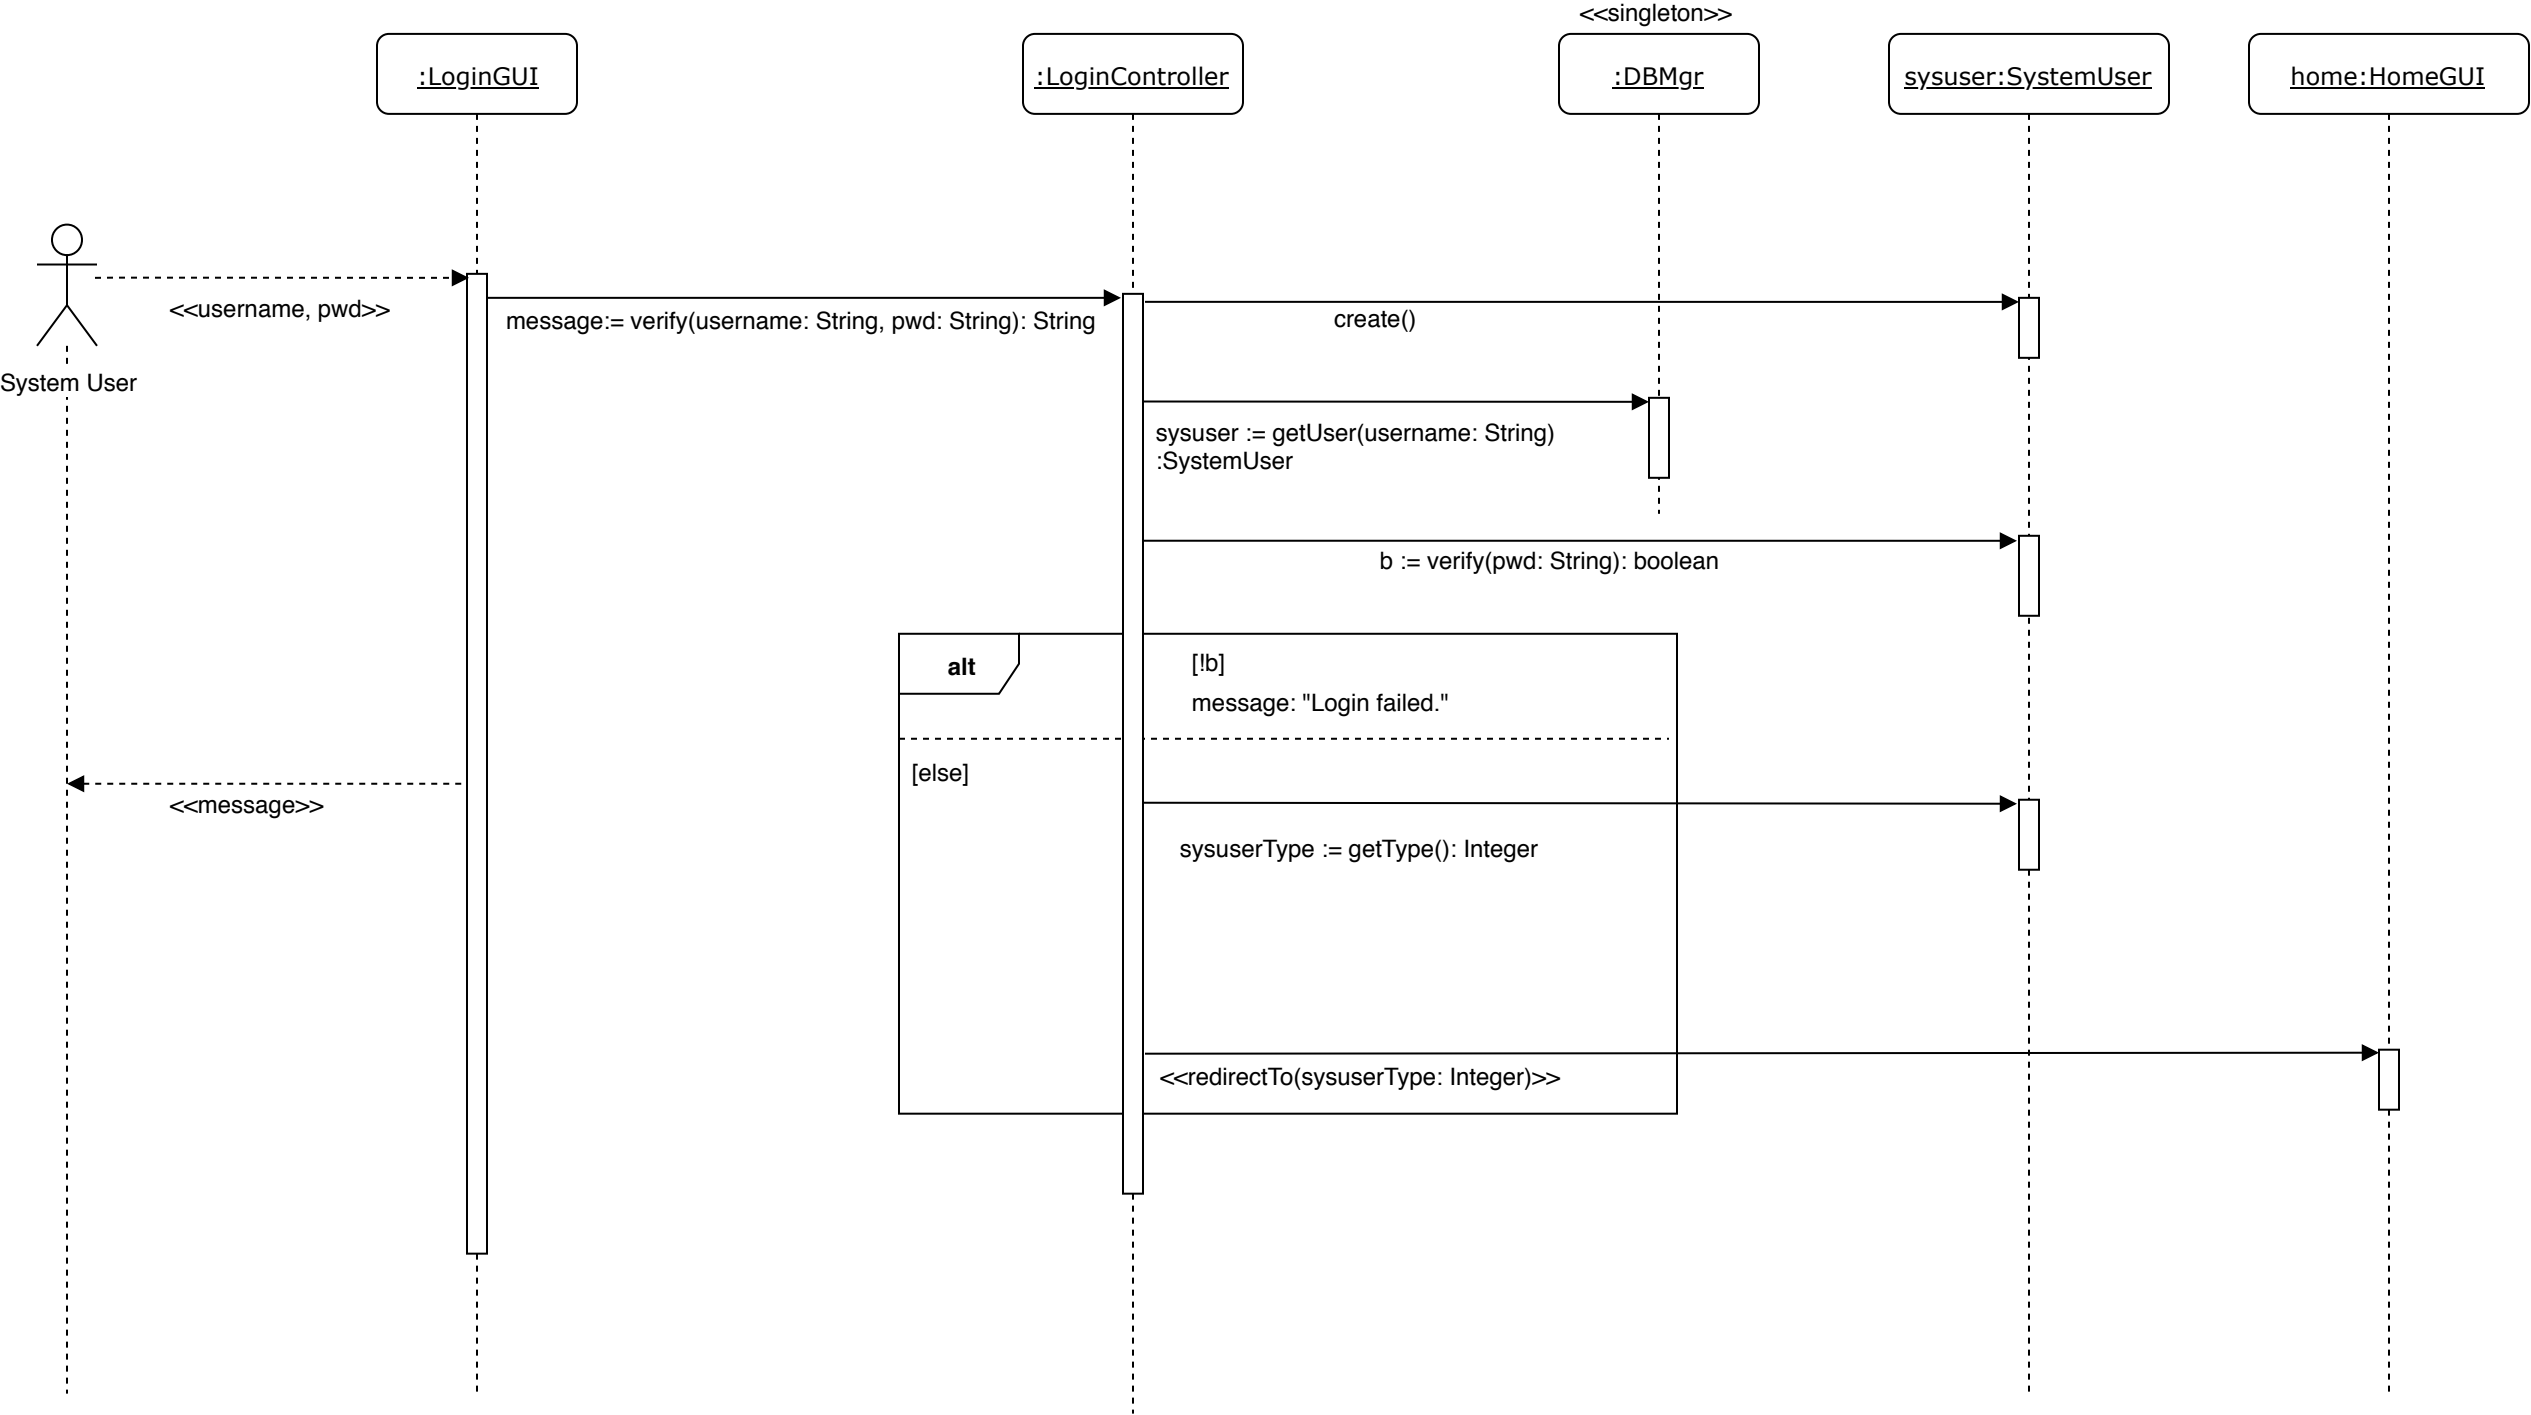 <<singleton>>
:LoginGUI
:LoginController
:DBMgr
sysuser:SystemUser
home:HomeGUI
<<username, pwd>>
message:= verify(username: String, pwd: String): String
create()
System User
sysuser := getUser(username: String)
:SystemUser
b := verify(pwd: String): boolean
alt
[!b]
message: "Login failed."
[else]
<<message>>
sysuserType := getType(): Integer
<<redirectTo(sysuserType: Integer)>>